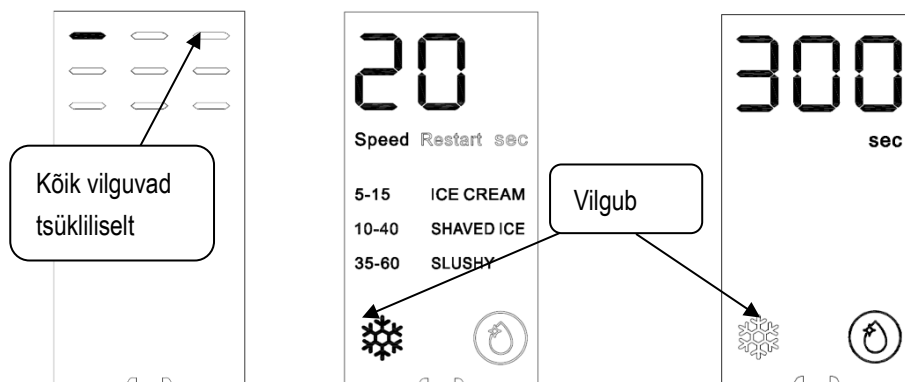 20
Speed Restart sec
5-15 ICE CREAM
10-40 SHAVED ICE
35-60 SLUSHY
300
sec
Kõik vilguvad
tsükliliselt
Vilgub